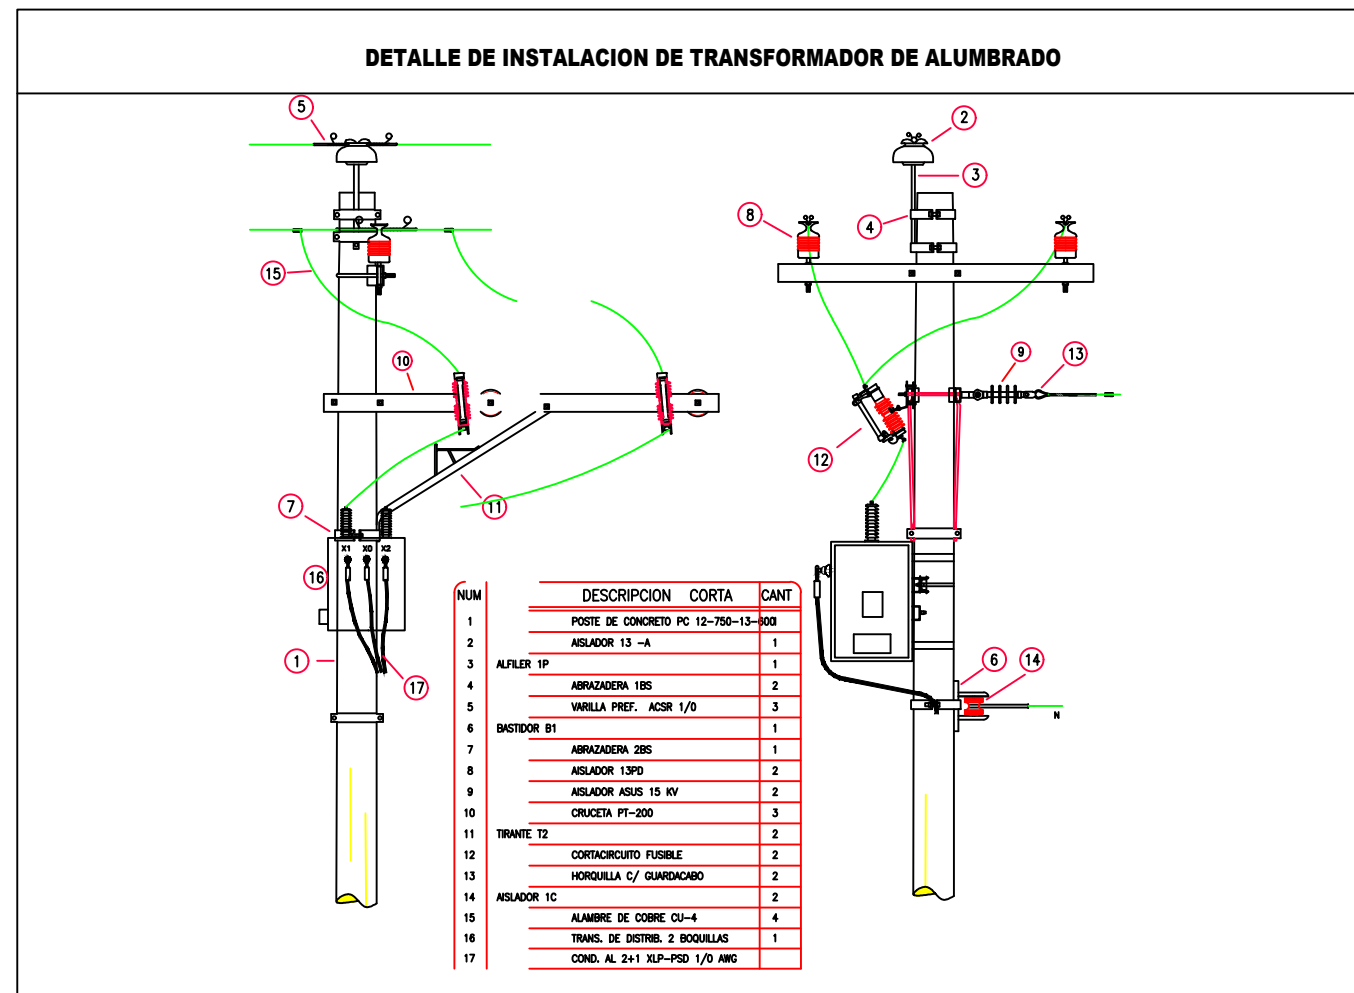 DETALLE DE INSTALACION DE TRANSFORMADOR DE ALUMBRADO
5
2
3
8
4
15
10
9
13
12
11
7
X1 X0 X2
16
1
17
6
14
N
NUM DESCRIPCION CORTA CANT
1 POSTE DE CONCRETO PC 12-750-13-600
2 AISLADOR 13 -A 1
3 ALFILER 1P 1
4 ABRAZADERA 1BS 2
5 VARILLA PREF. ACSR 1/0 3
6 BASTIDOR B1 1
7 ABRAZADERA 2BS 1
8 AISLADOR 13PD 2
9 AISLADOR ASUS 15 KV 2
10 CRUCETA PT-200 3
11 TIRANTE T2 2
12 CORTACIRCUITO FUSIBLE 2
13 HORQUILLA C/ GUARDACABO 2
14 AISLADOR 1C 2
15 ALAMBRE DE COBRE CU-4 4
16 TRANS. DE DISTRIB. 2 BOQUILLAS 1
17 COND. AL 2+1 XLP-PSD 1/0 AWG